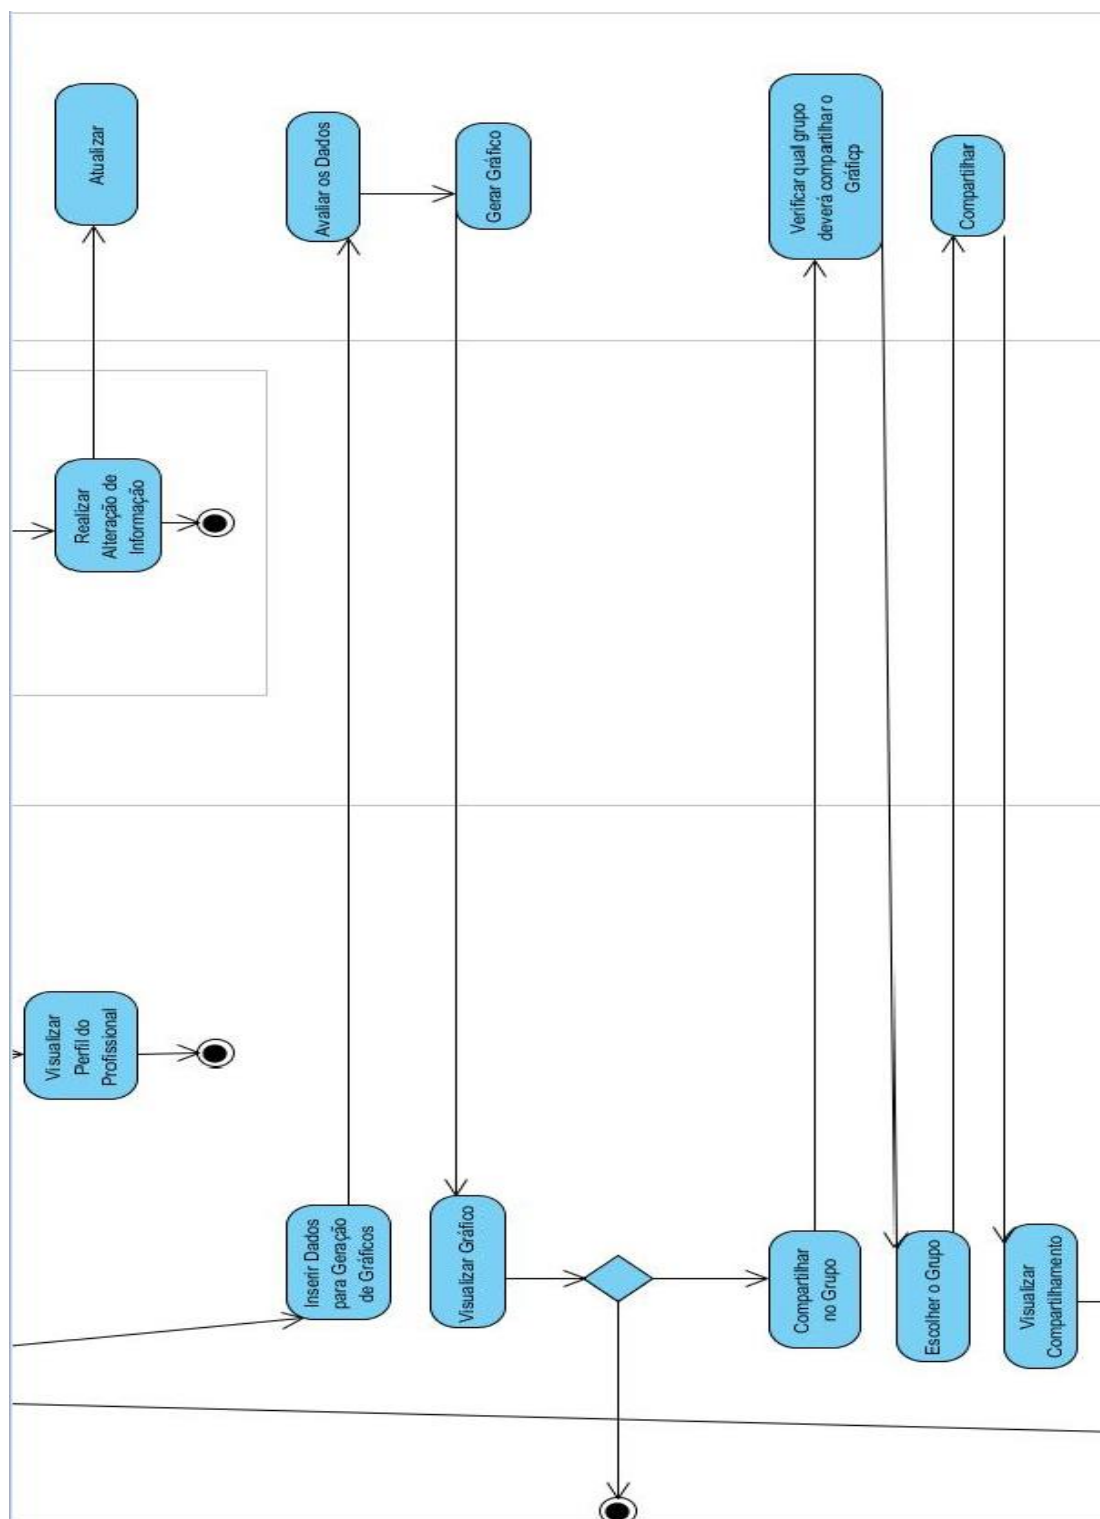 Atualizar
Avaliar os Dados
Gerar Gráfico
Verificar qual grupo
deverá compartilhar o
Gráficp
Compartilhar
Realizar
Alteração de
Informação
Visualizar
Perfil do
Profissional
Inserir Dados
para Geração
de Gráficos
Visualizar Gráfico
Compartilhar
no Grupo
Escolher o Grupo
Visualizar
Compartilhamento